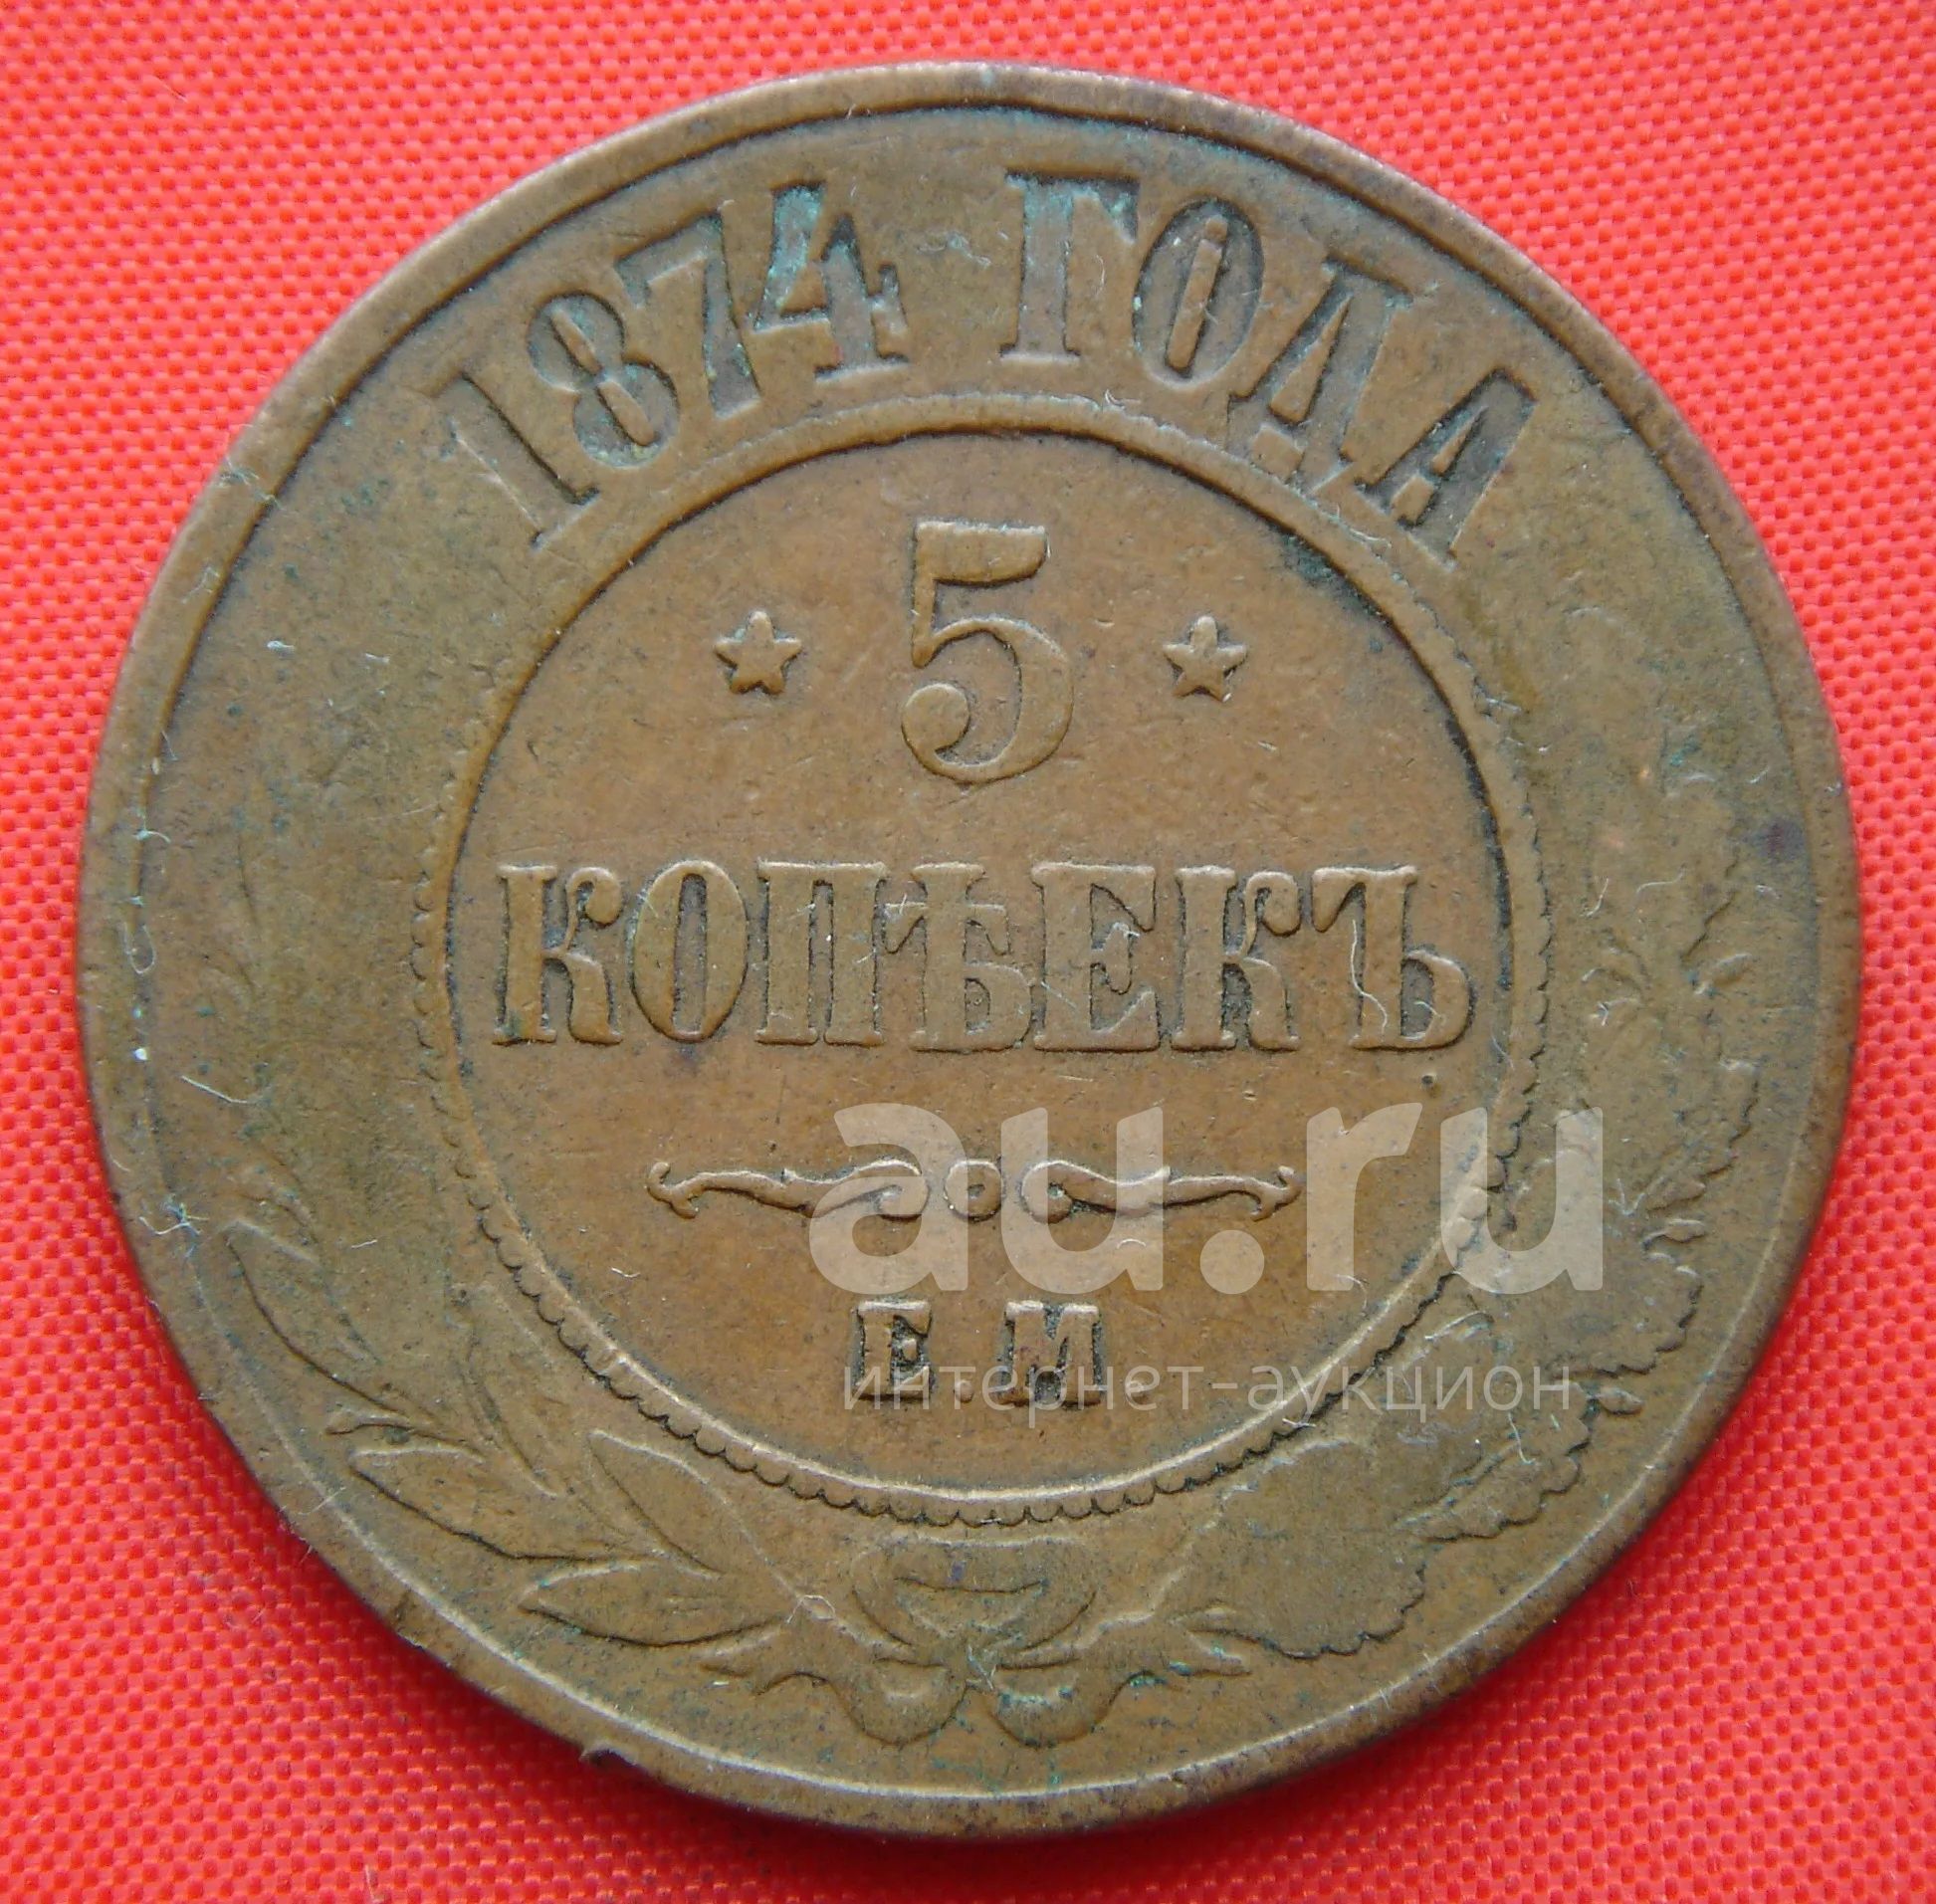 1874 ГОДА
5
КОПѢЕКЪ
Е.М.
au.ru
интернет-аукцион